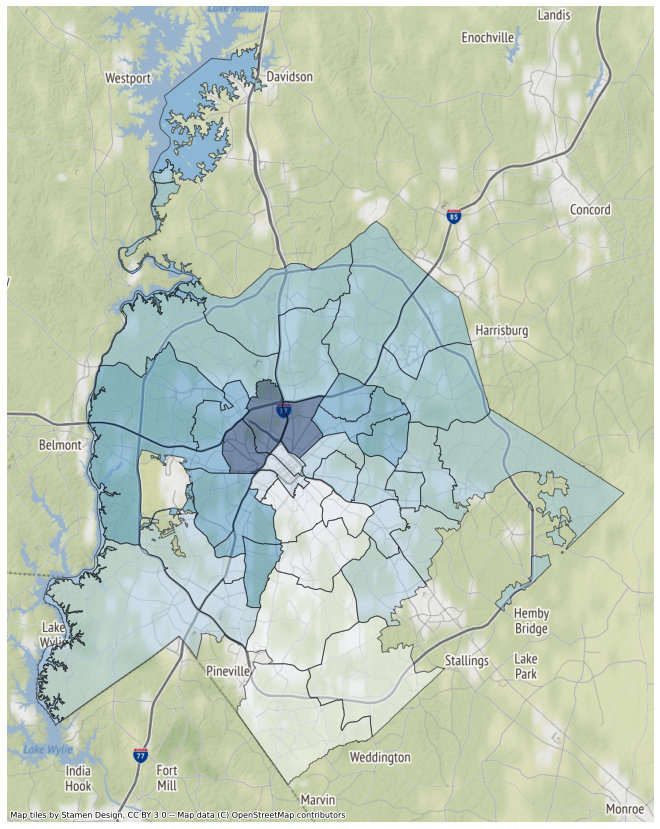 Lake Norman
Landis
Enochville
Westport
Davidson
85
Concord
Harrisburg
77
Belmont
Hemby
Bridge
Lake
Wylie
Stallings
Lake
Park
Pineville
Lake Wylie
77
Weddington
India
Hook
Fort
Mill
Marvin
Monroe
Map tiles by Stamen Design, CC BY 3.0 -- Map data (C) OpenStreetMap contributors